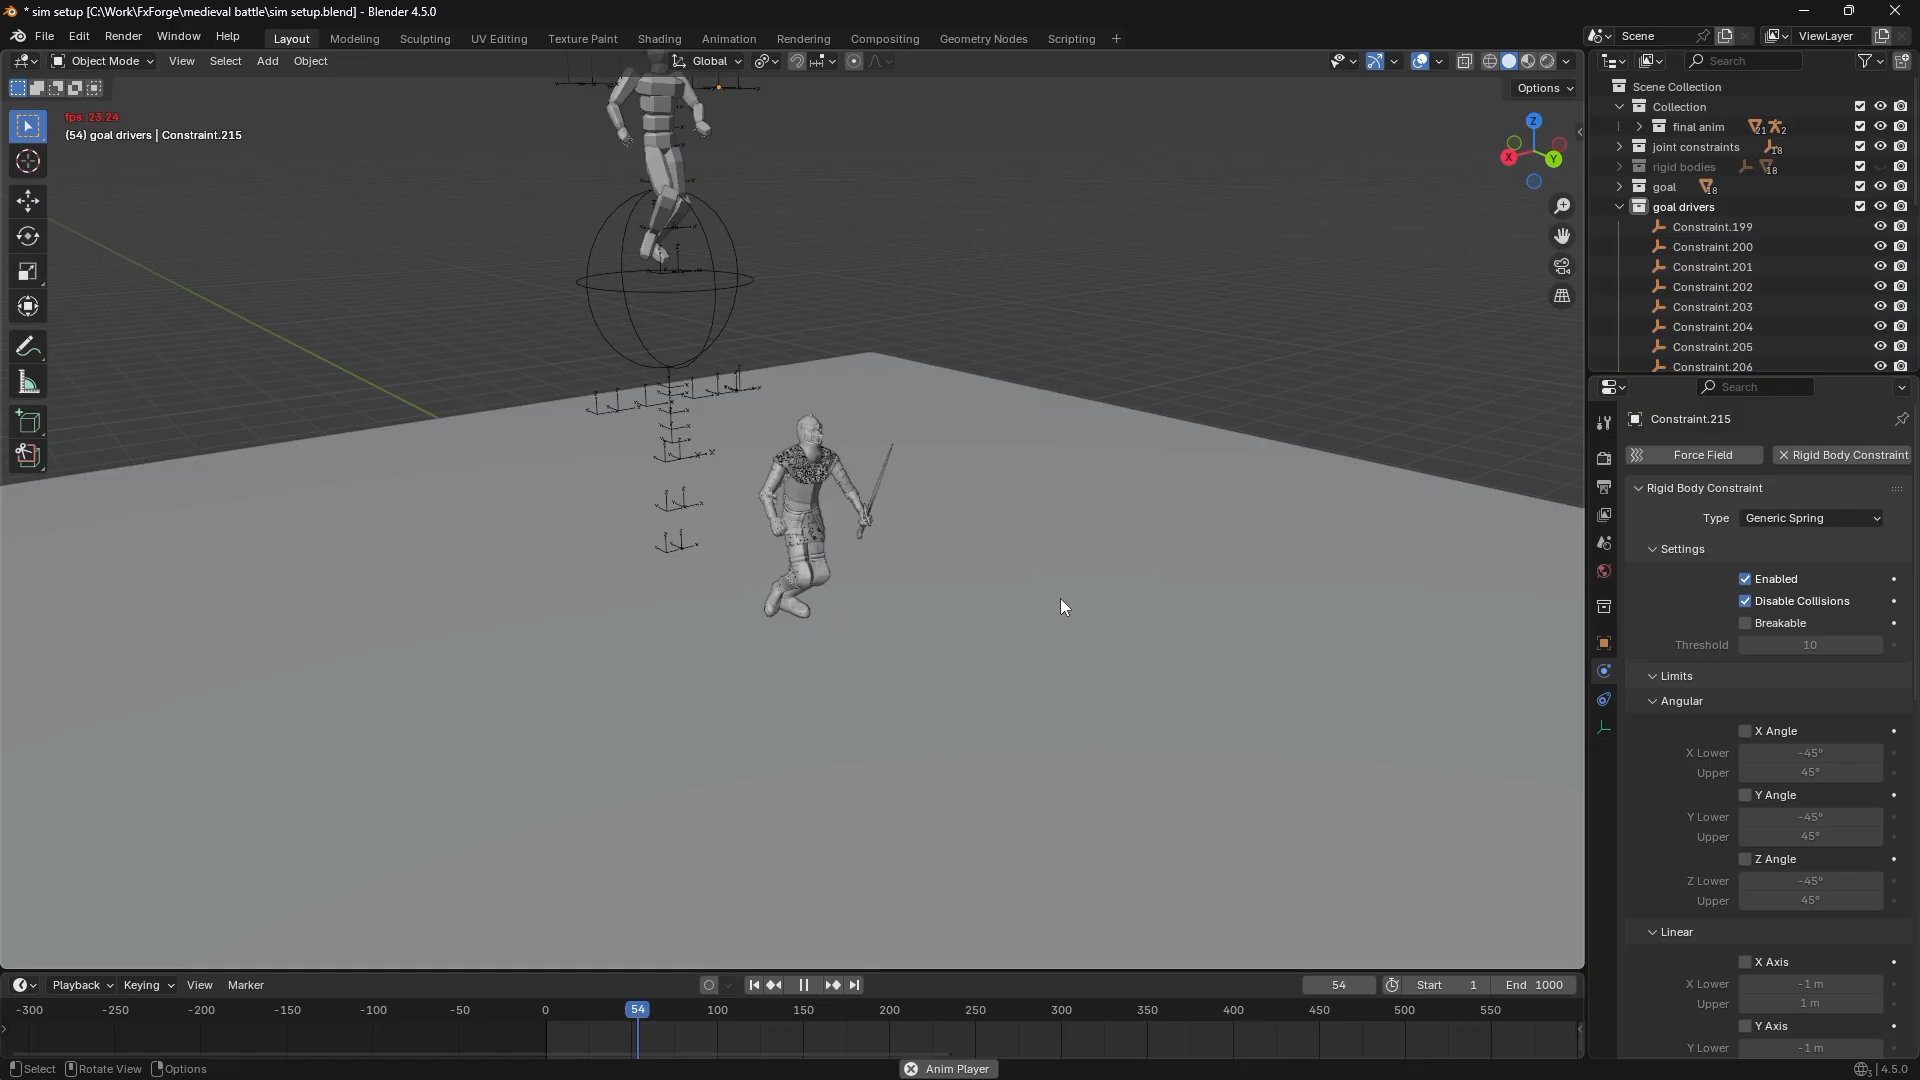 * sim setup [C:\Work\FxForge\medieval battle\sim setup.blend] - Blender 4.5.0
File Edit Render Window Help Layout Modeling Sculpting UV Editing Texture Paint Shading Animation Rendering Compositing Geometry Nodes Scripting + Scene ViewLayer
Object Mode View Select Add Object Global Search
Options
fps: 23.24
(54) goal drivers | Constraint.215
Z
X
Y
Scene Collection
Collection
final anim 21 2
joint constraints 18
rigid bodies 18
goal 18
goal drivers
Constraint.199
Constraint.200
Constraint.201
Constraint.202
Constraint.203
Constraint.204
Constraint.205
Constraint.206
Search
Constraint.215
Force Field Rigid Body Constraint
Rigid Body Constraint
Type Generic Spring
Settings
Enabled
Disable Collisions
Breakable
Threshold 10
Limits
Angular
X Angle
X Lower -45°
Upper 45°
Y Angle
Y Lower -45°
Upper 45°
Z Angle
Z Lower -45°
Upper 45°
Linear
X Axis
X Lower -1 m
Upper 1 m
Y Axis
Y Lower -1 m
Playback Keying View Marker 54 Start 1 End 1000
-300 -250 -200 -150 -100 -50 0 54 100 150 200 250 300 350 400 450 500 550
Select Rotate View Options Anim Player 3 4.5.0